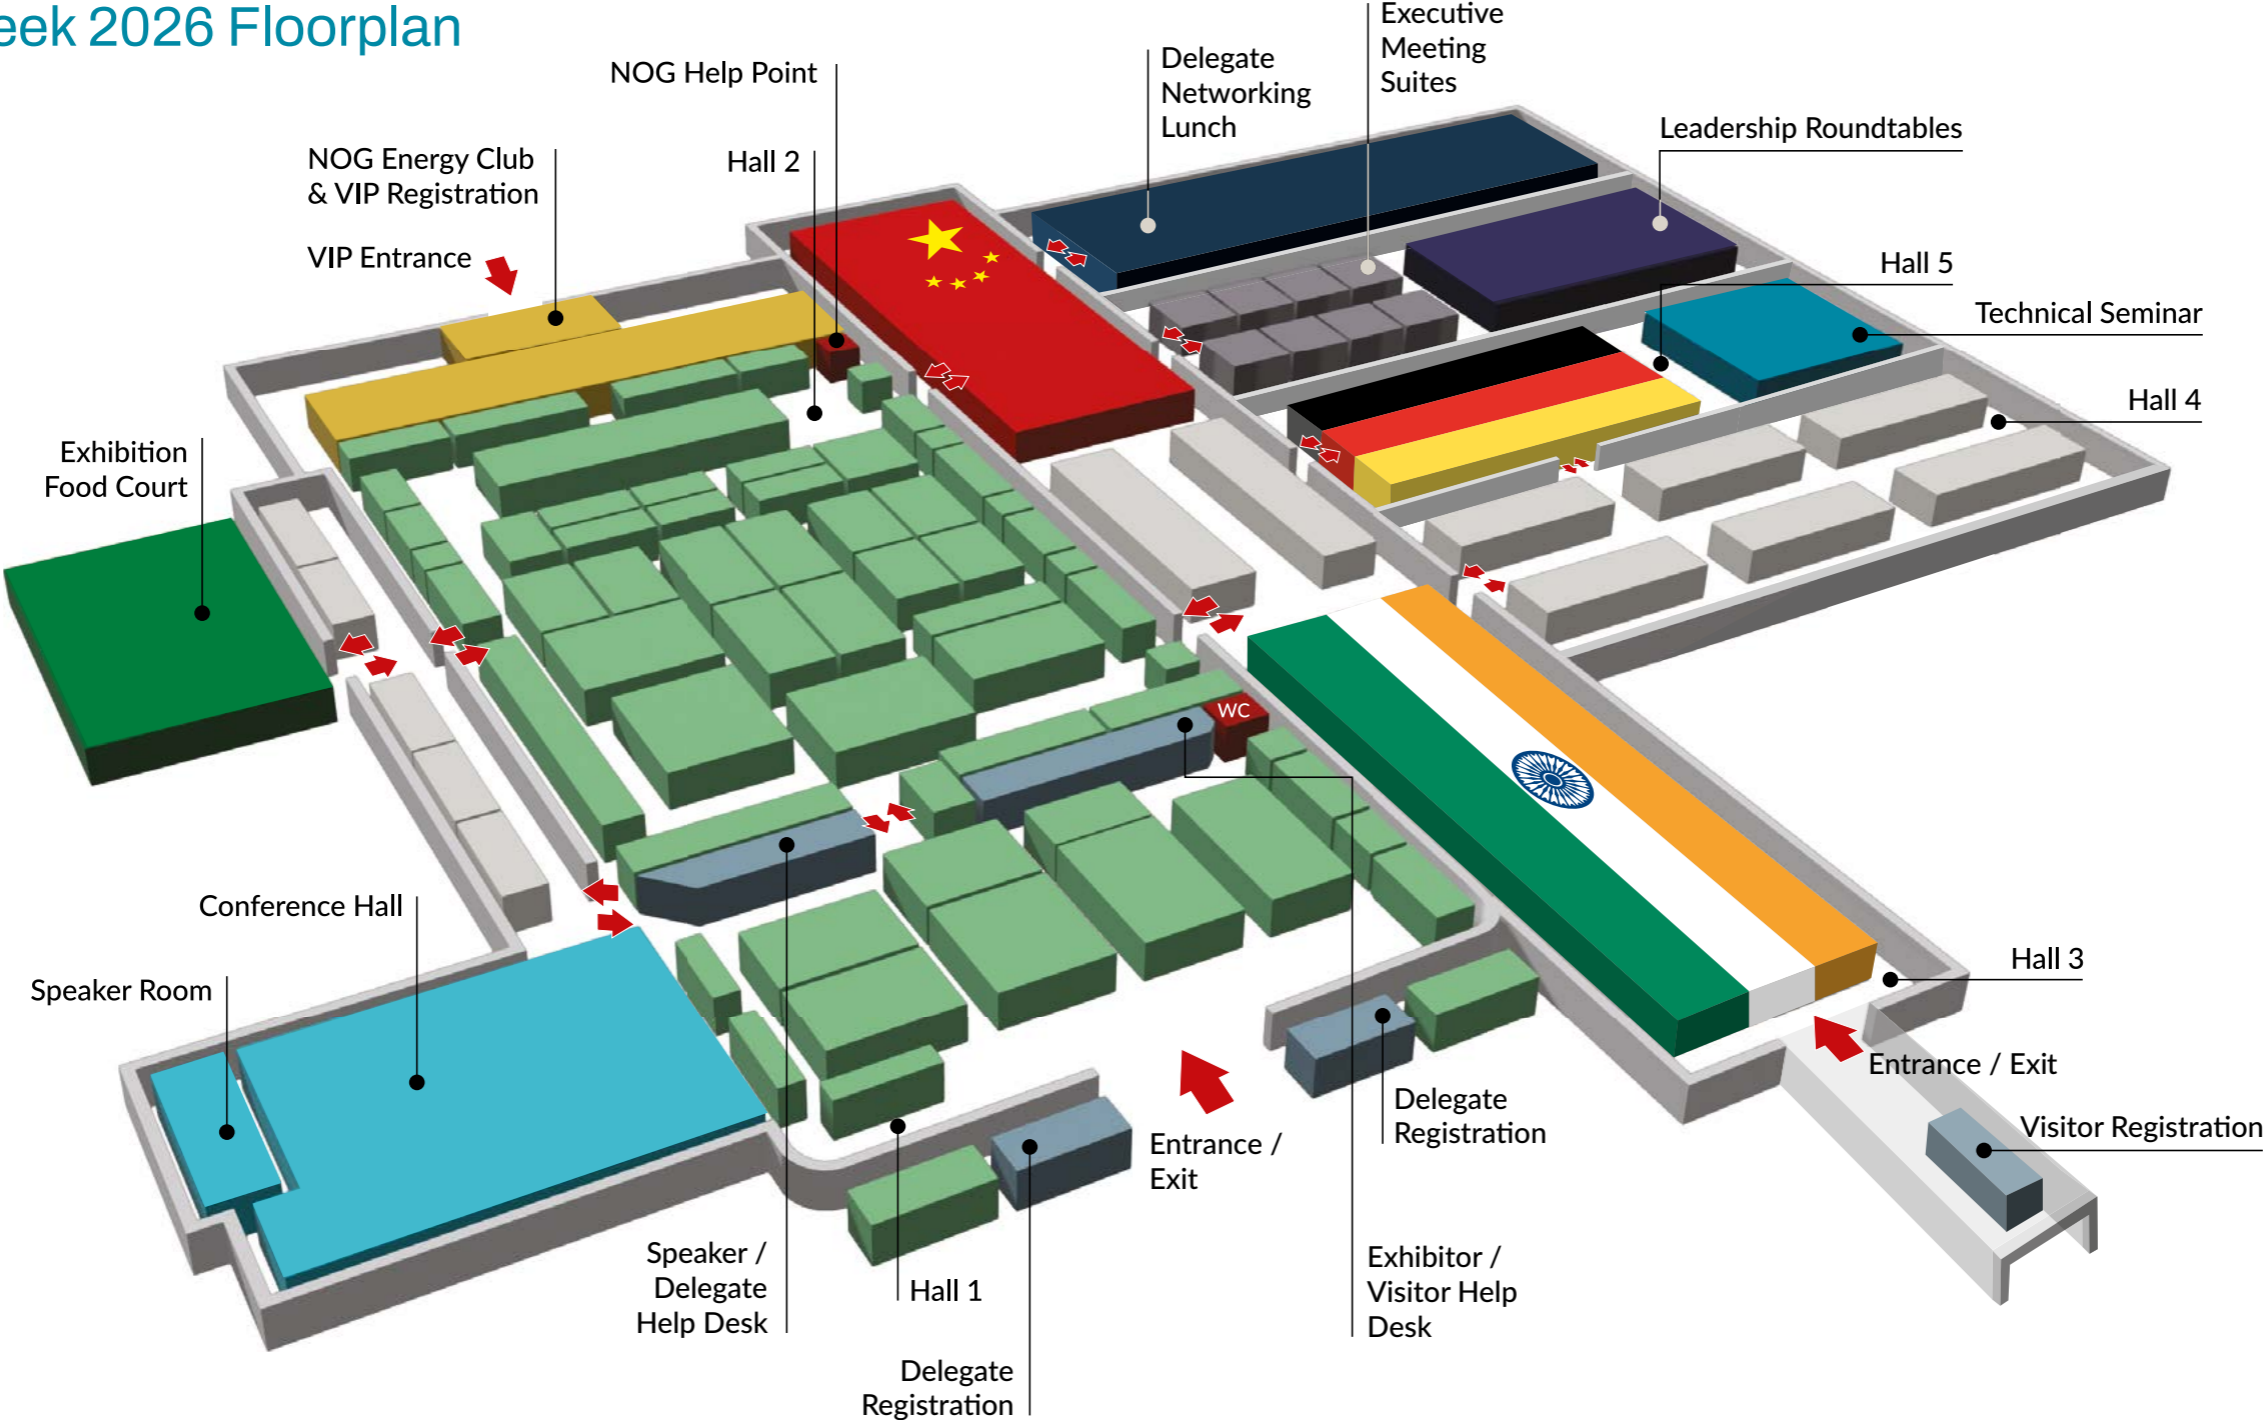 eek 2026 Floorplan
Executive
Meeting
Suites
Delegate
Networking
Lunch
NOG Help Point
Leadership Roundtables
NOG Energy Club
& VIP Registration
Hall 2
VIP Entrance
Hall 5
Technical Seminar
Hall 4
Exhibition
Food Court
WC
Conference Hall
Speaker Room
Hall 3
Entrance / Exit
Delegate
Registration
Visitor Registration
Entrance /
Exit
Speaker /
Delegate
Help Desk
Hall 1
Exhibitor /
Visitor Help
Desk
Delegate
Registration